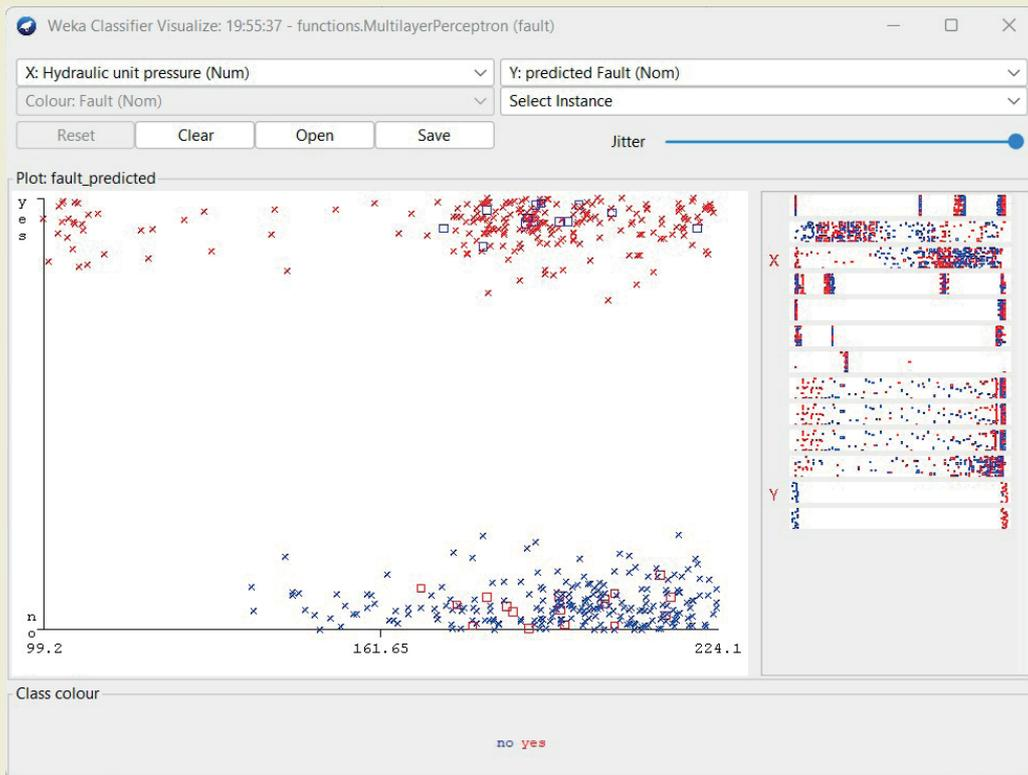 Weka Classifier Visualize: 19:55:37 - functions.MultilayerPerceptron (fault)
X: Hydraulic unit pressure (Num)
Y: predicted Fault (Nom)
Colour: Fault (Nom)
Select Instance
Reset
Clear
Open
Save
Jitter
Plot: fault_predicted
yes
X
Y
no
99.2
161.65
224.1
Class colour
no yes